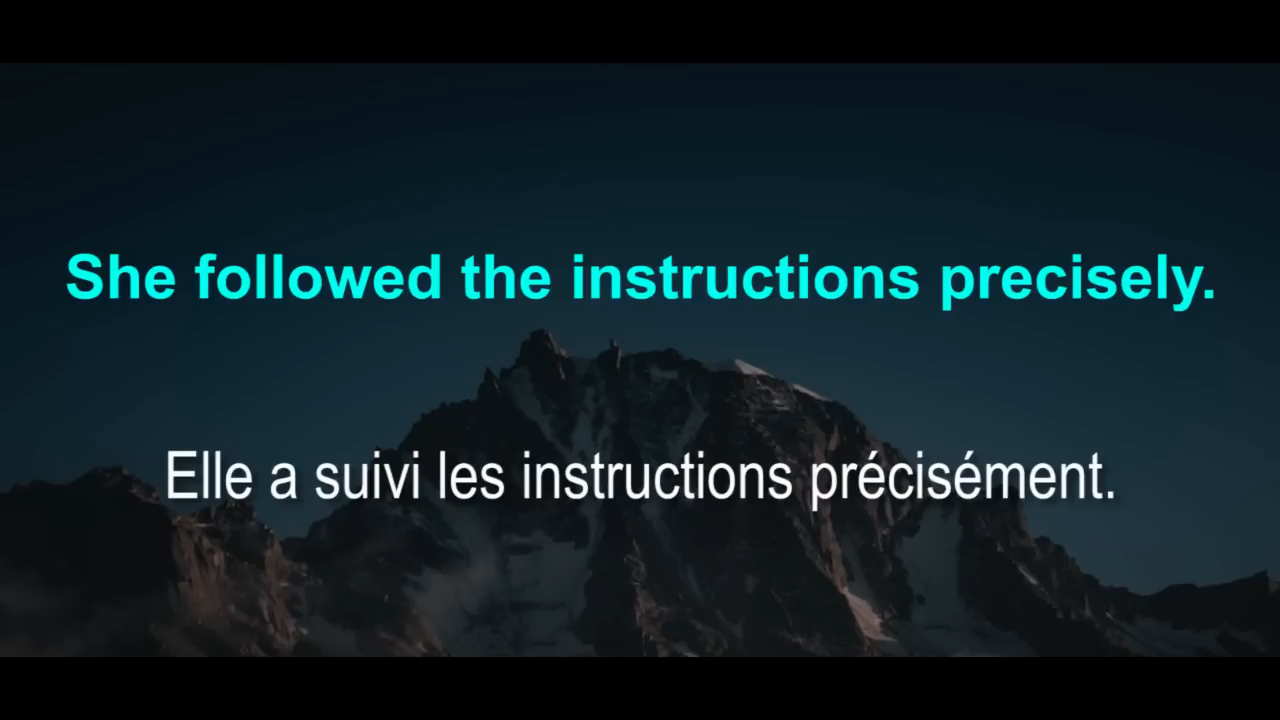 She followed the instructions precisely.
Elle a suivi les instructions précisément.